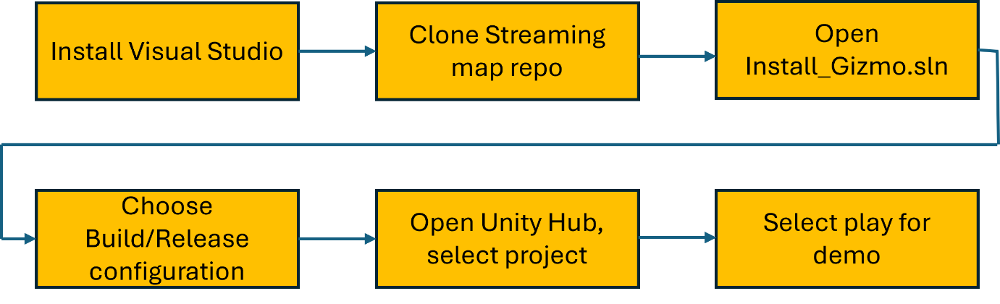 Install Visual Studio
Clone Streaming
map repo
Open
Install_Gizmo.sln
Choose
Build/Release
configuration
Open Unity Hub,
select project
Select play for
demo